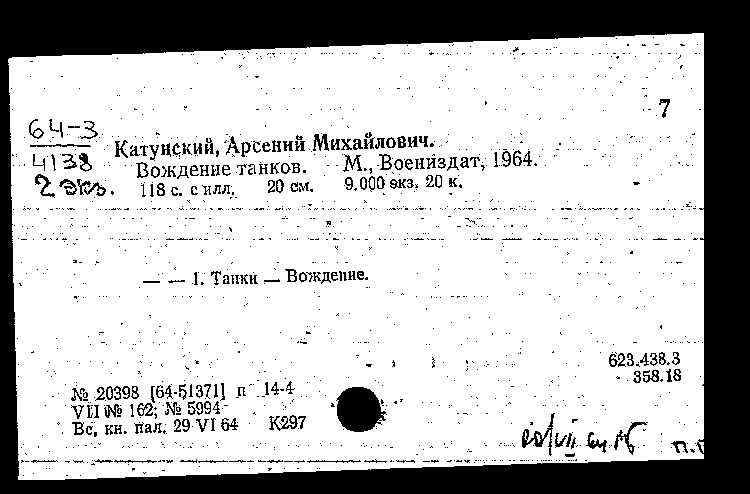 7
64-3
4138
2 экз.
Катунский, Арсений Михайлович.
Вождение танков. М., Воениздат, 1964.
118 с. с илл. 20 см. 9.000 экз. 20 к.
— — 1. Танки — Вождение.
623.438.3
358.18
№ 20398 [64-51371] п 14-4
VII № 162; № 5994
Вс. кн. пал. 29 VI 64 К297